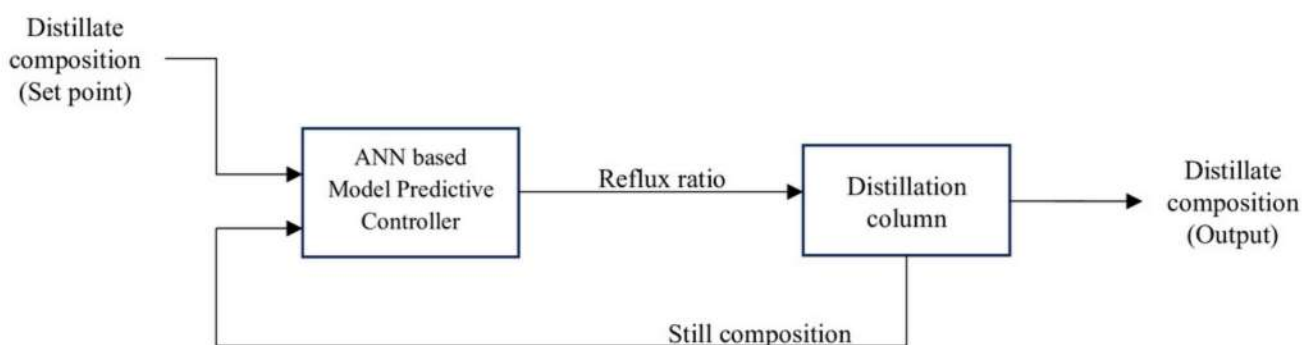 Distillate
composition
(Set point)
ANN based
Model Predictive
Controller
Reflux ratio
Distillation
column
Distillate
composition
(Output)
Still composition